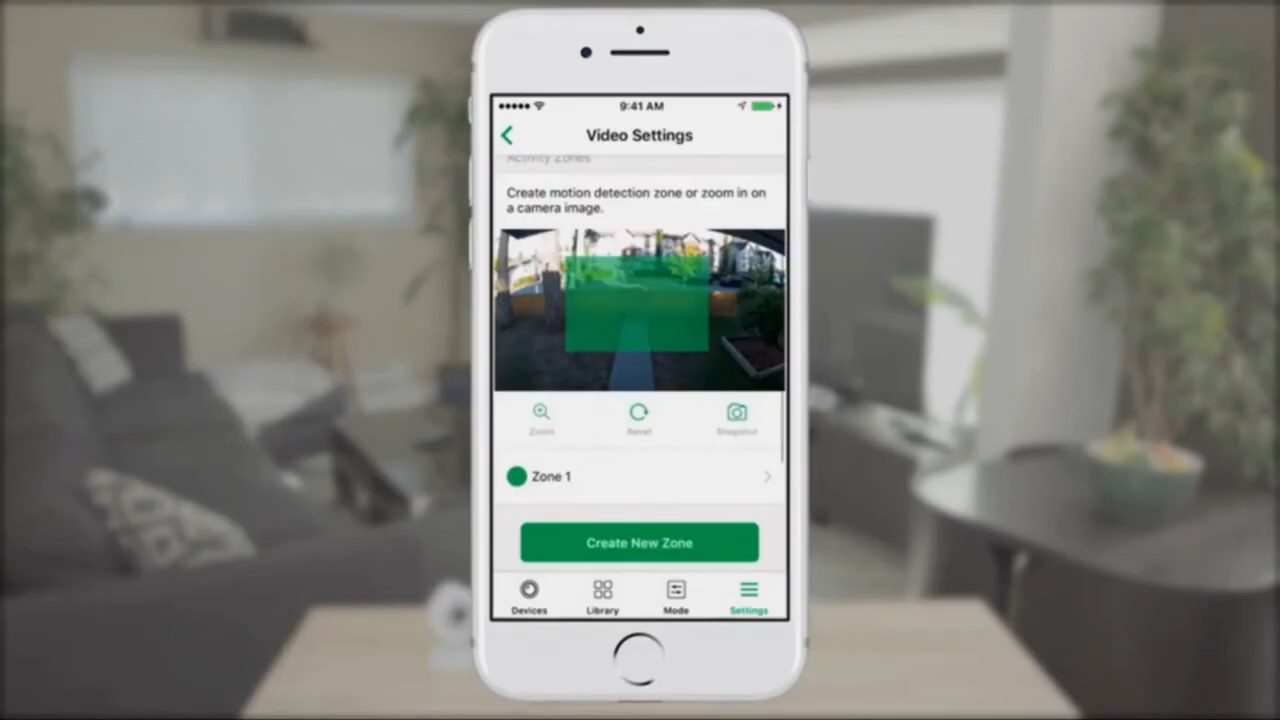 9:41 AM
Video Settings
Activity Zones
Create motion detection zone or zoom in on
a camera image.
Zoom
Reset
Snapshot
Zone 1
Create New Zone
Devices
Library
Mode
Settings